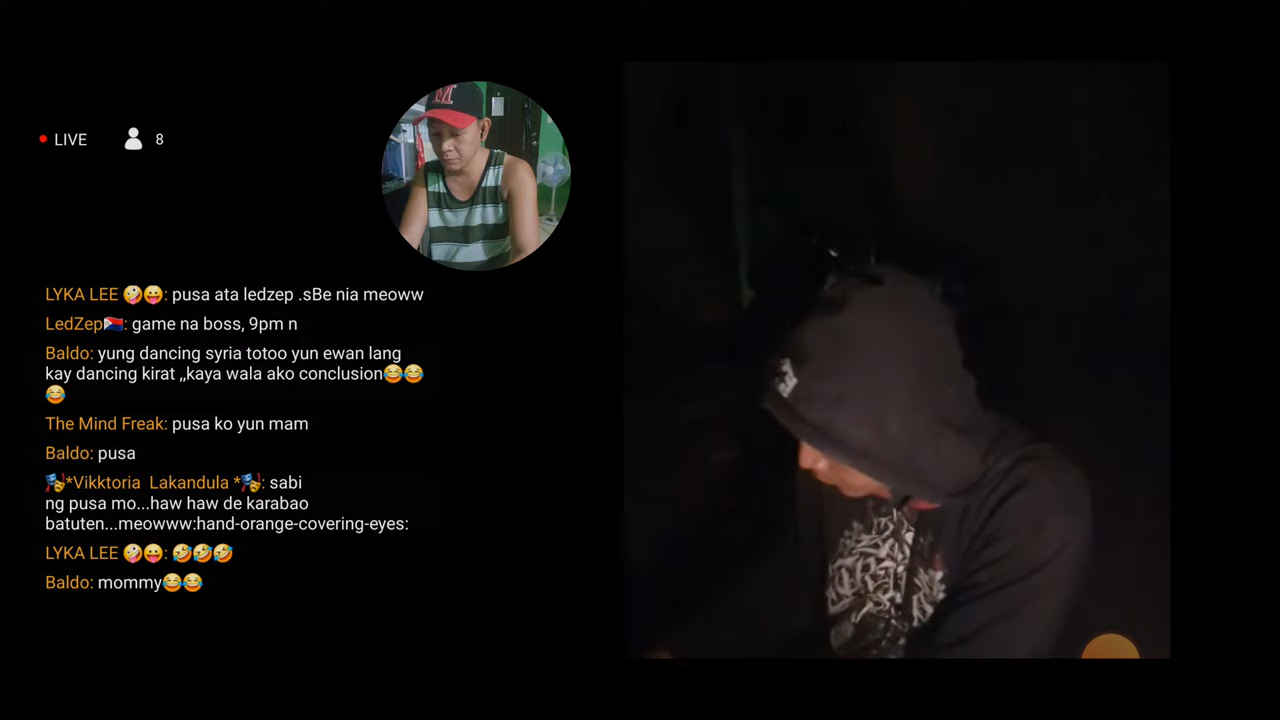 LIVE 8
M
LYKA LEE 🤪😛: pusa ata ledzep .sBe nia meoww
LedZep🇵🇭: game na boss, 9pm n
Baldo: yung dancing syria totoo yun ewan lang
kay dancing kirat ,,kaya wala ako conclusion😂😂
😂
The Mind Freak: pusa ko yun mam
Baldo: pusa
🎭*Vikktoria Lakandula *🎭: sabi
ng pusa mo...haw haw de karabao
batuten...meowww:hand-orange-covering-eyes:
LYKA LEE 🤪😛: 🤣🤣🤣
Baldo: mommy😂😂